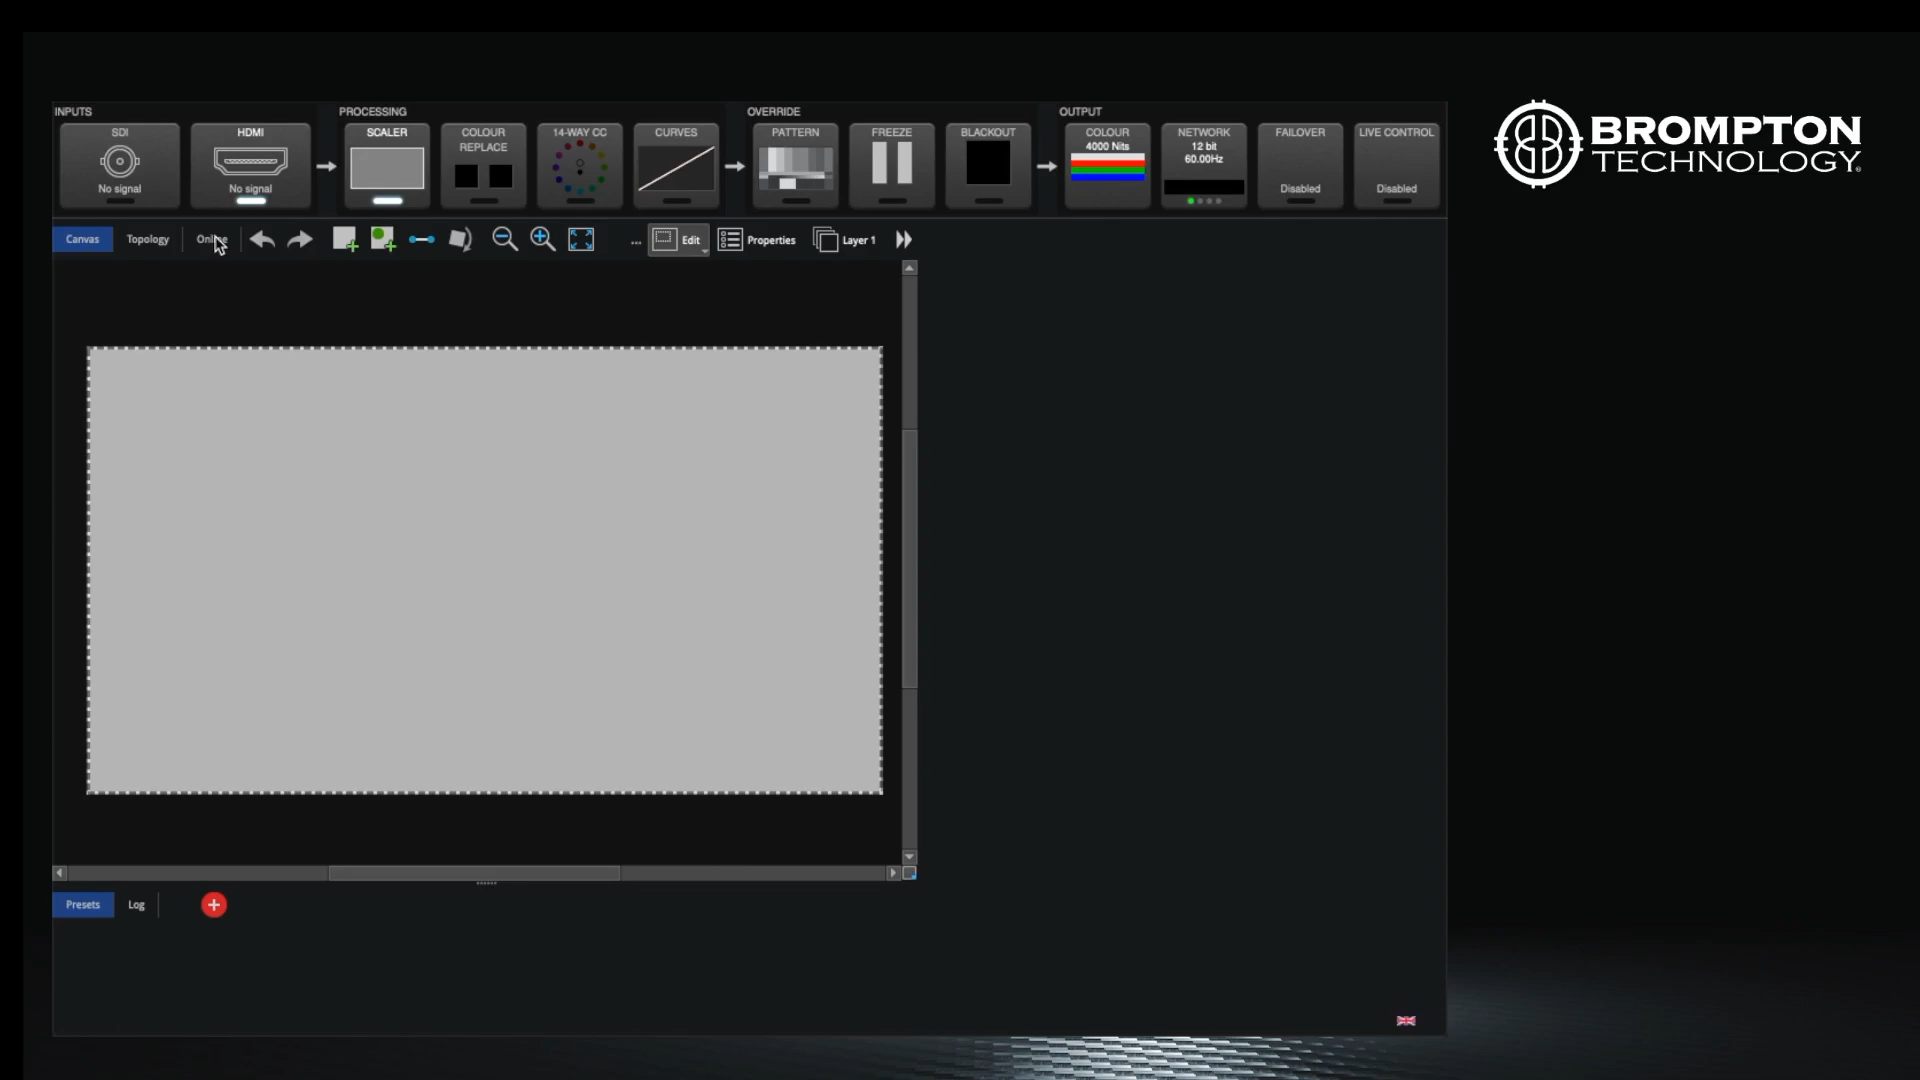 INPUTS
SDI
No signal
HDMI
No signal
PROCESSING
SCALER
COLOUR
REPLACE
14-WAY CC
CURVES
OVERRIDE
PATTERN
FREEZE
BLACKOUT
OUTPUT
COLOUR
4000 Nits
NETWORK
12 bit
60.00Hz
FAILOVER
Disabled
LIVE CONTROL
Disabled
BROMPTON
TECHNOLOGY
Canvas
Topology
Online
...
Edit
Properties
Layer 1
Presets
Log